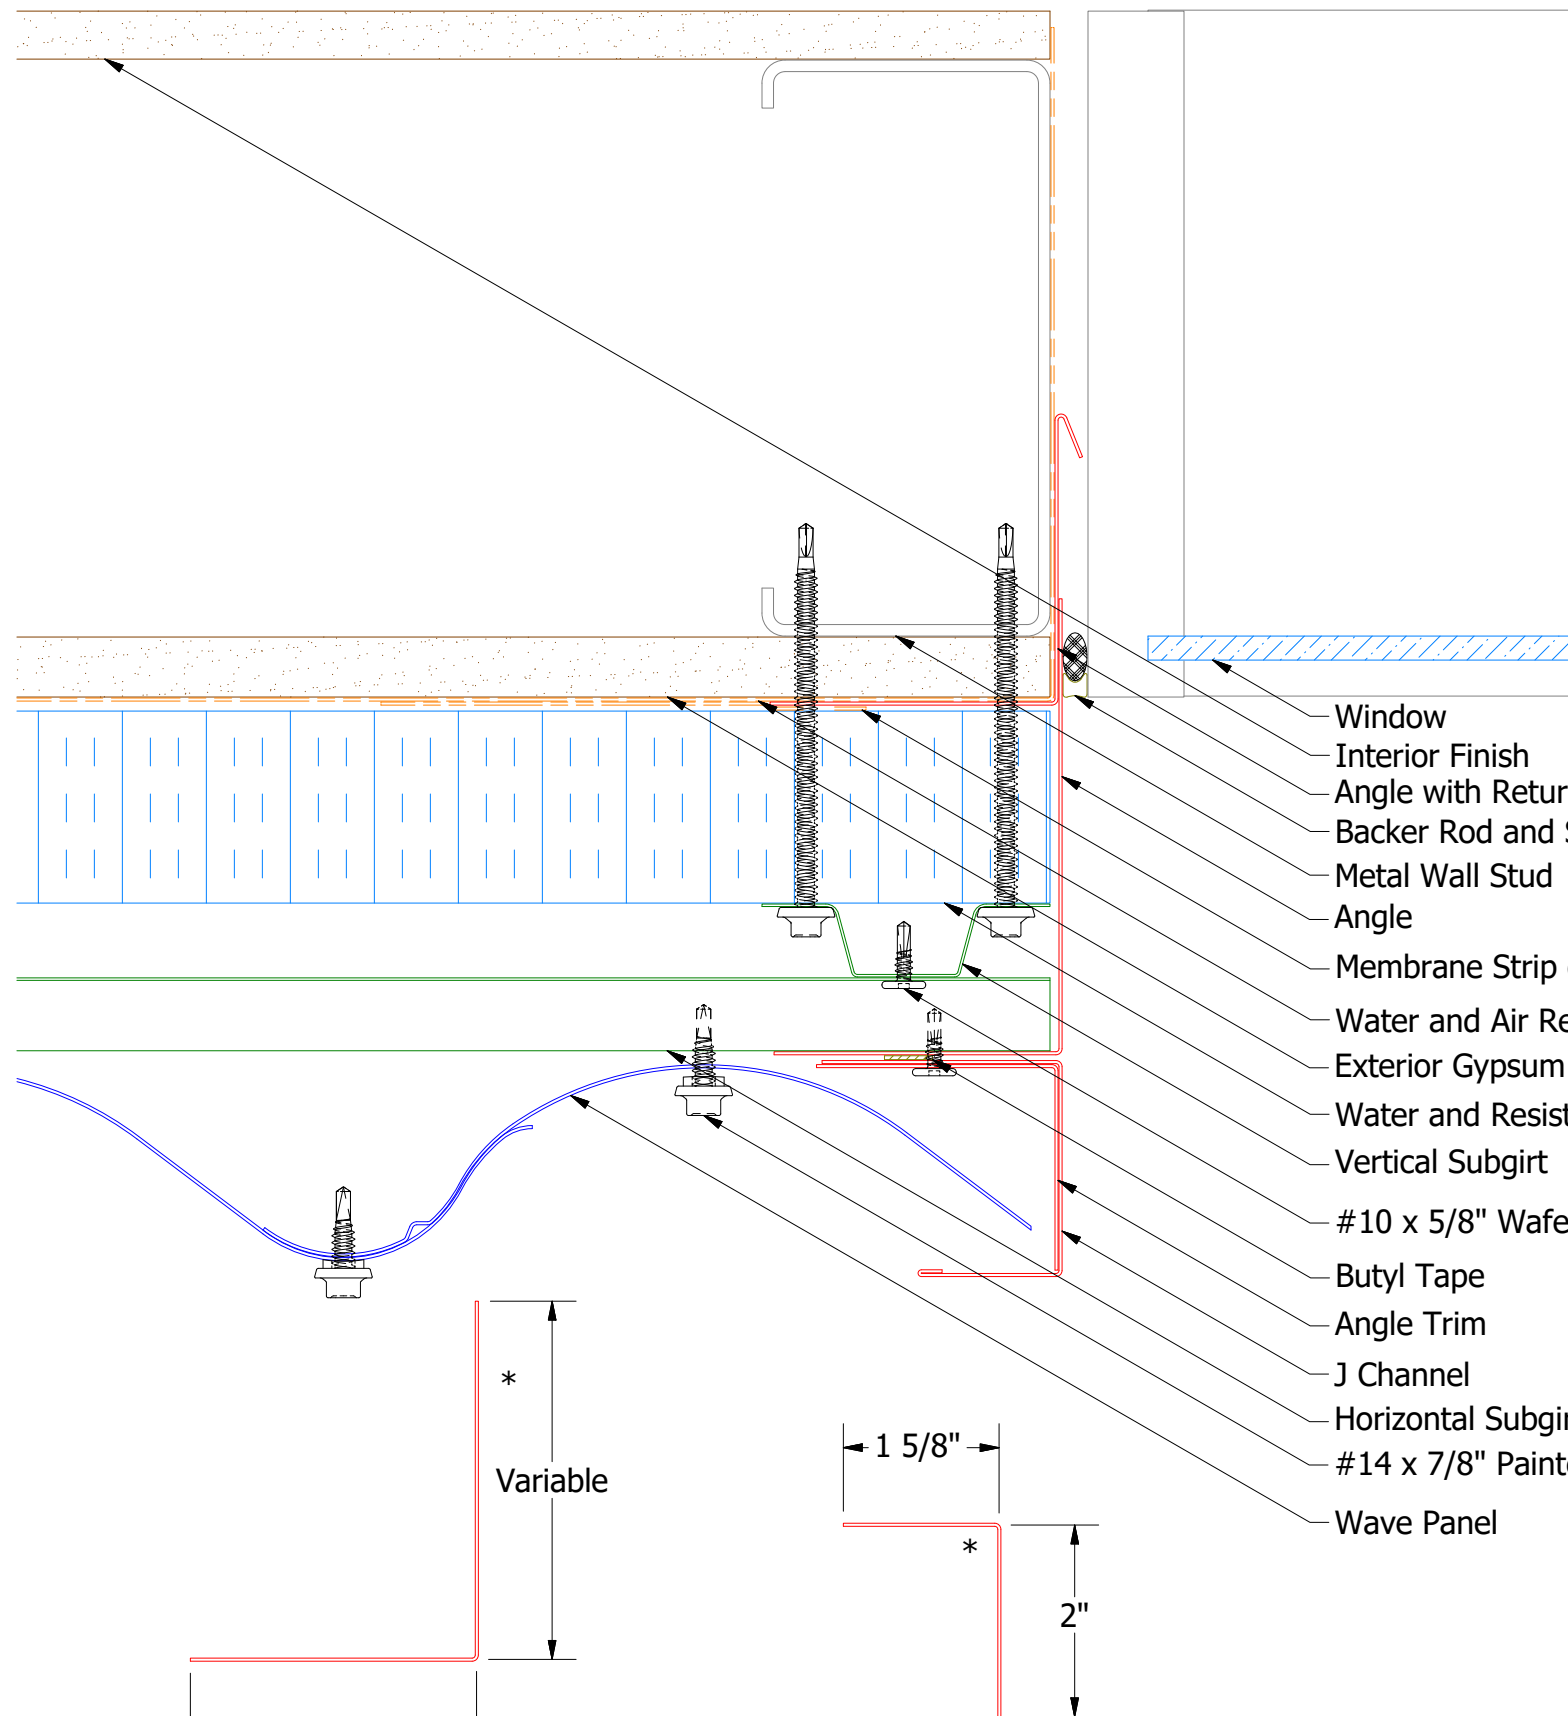 Window
Interior Finish
Angle with Retur
Backer Rod and
Metal Wall Stud
Angle
Membrane Strip
Water and Air Re
Exterior Gypsum
Water and Resist
Vertical Subgirt
#10 x 5/8" Wafe
Butyl Tape
Angle Trim
J Channel
Horizontal Subgir
#14 x 7/8" Painte
Wave Panel
*
Variable
1 5/8"
*
2"